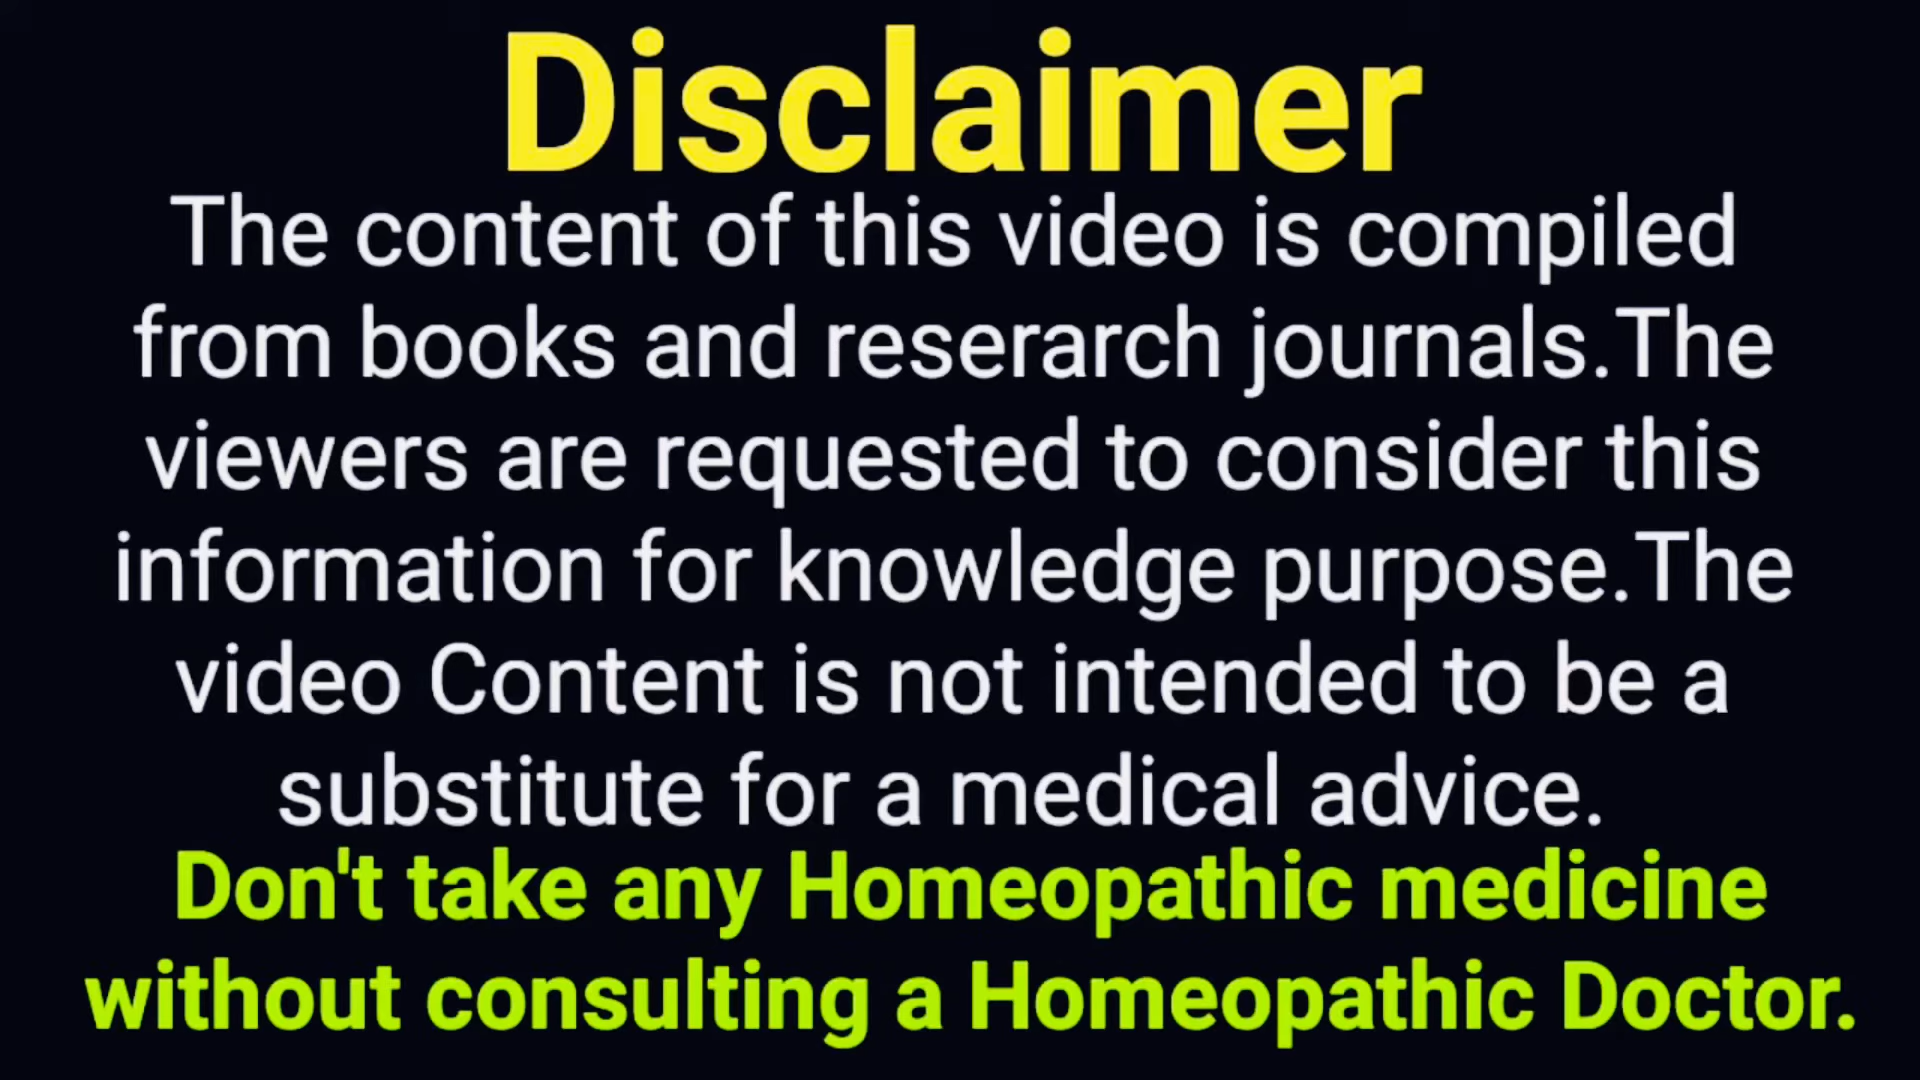 Disclaimer
The content of this video is compiled
from books and reserarch journals.The
viewers are requested to consider this
information for knowledge purpose.The
video Content is not intended to be a
substitute for a medical advice.
Don't take any Homeopathic medicine
without consulting a Homeopathic Doctor.